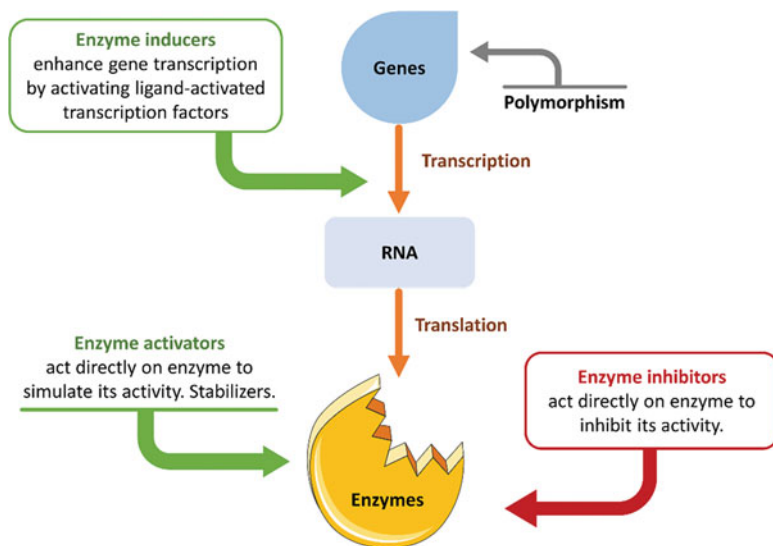 Enzyme inducers
enhance gene transcription
by activating ligand-activated
transcription factors
Genes
Polymorphism
Transcription
RNA
Translation
Enzyme activators
act directly on enzyme to
simulate its activity. Stabilizers.
Enzyme inhibitors
act directly on enzyme to
inhibit its activity.
Enzymes